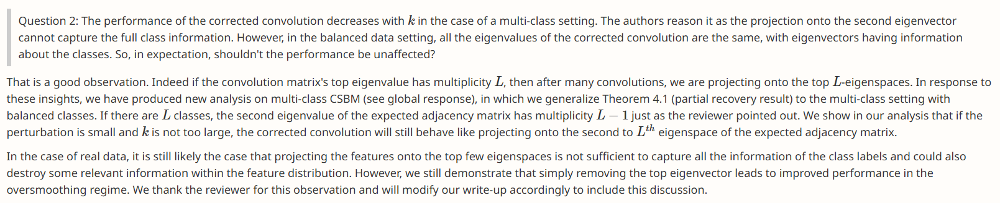 Question 2: The performance of the corrected convolution decreases with k in the case of a multi-class setting. The authors reason it as the projection onto the second eigenvector
cannot capture the full class information. However, in the balanced data setting, all the eigenvalues of the corrected convolution are the same, with eigenvectors having information
about the classes. So, in expectation, shouldn't the performance be unaffected?
That is a good observation. Indeed if the convolution matrix's top eigenvalue has multiplicity L, then after many convolutions, we are projecting onto the top L-eigenspaces. In response to
these insights, we have produced new analysis on multi-class CSBM (see global response), in which we generalize Theorem 4.1 (partial recovery result) to the multi-class setting with
balanced classes. If there are L classes, the second eigenvalue of the expected adjacency matrix has multiplicity L − 1 just as the reviewer pointed out. We show in our analysis that if the
perturbation is small and k is not too large, the corrected convolution will still behave like projecting onto the second to L^{th} eigenspace of the expected adjacency matrix.
In the case of real data, it is still likely the case that projecting the features onto the top few eigenspaces is not sufficient to capture all the information of the class labels and could also
destroy some relevant information within the feature distribution. However, we still demonstrate that simply removing the top eigenvector leads to improved performance in the
oversmoothing regime. We thank the reviewer for this observation and will modify our write-up accordingly to include this discussion.